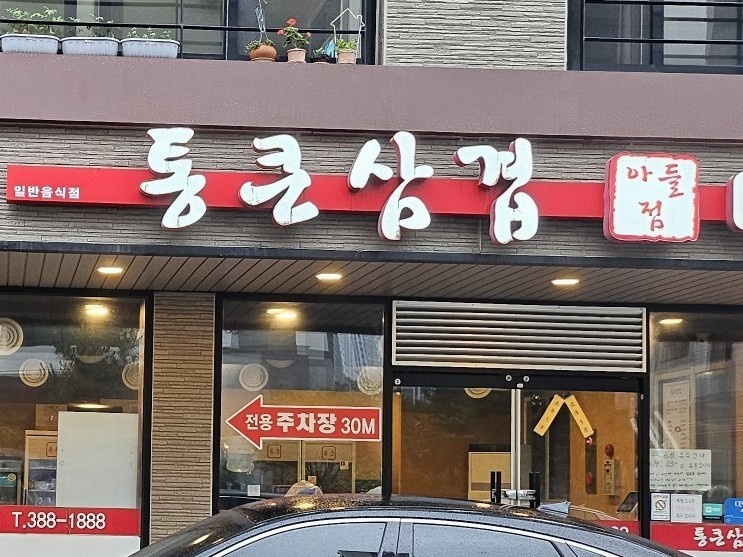 통큰삼겹
아들
점
일반음식점
전용 주차장 30M
T.388-1888
통큰삼